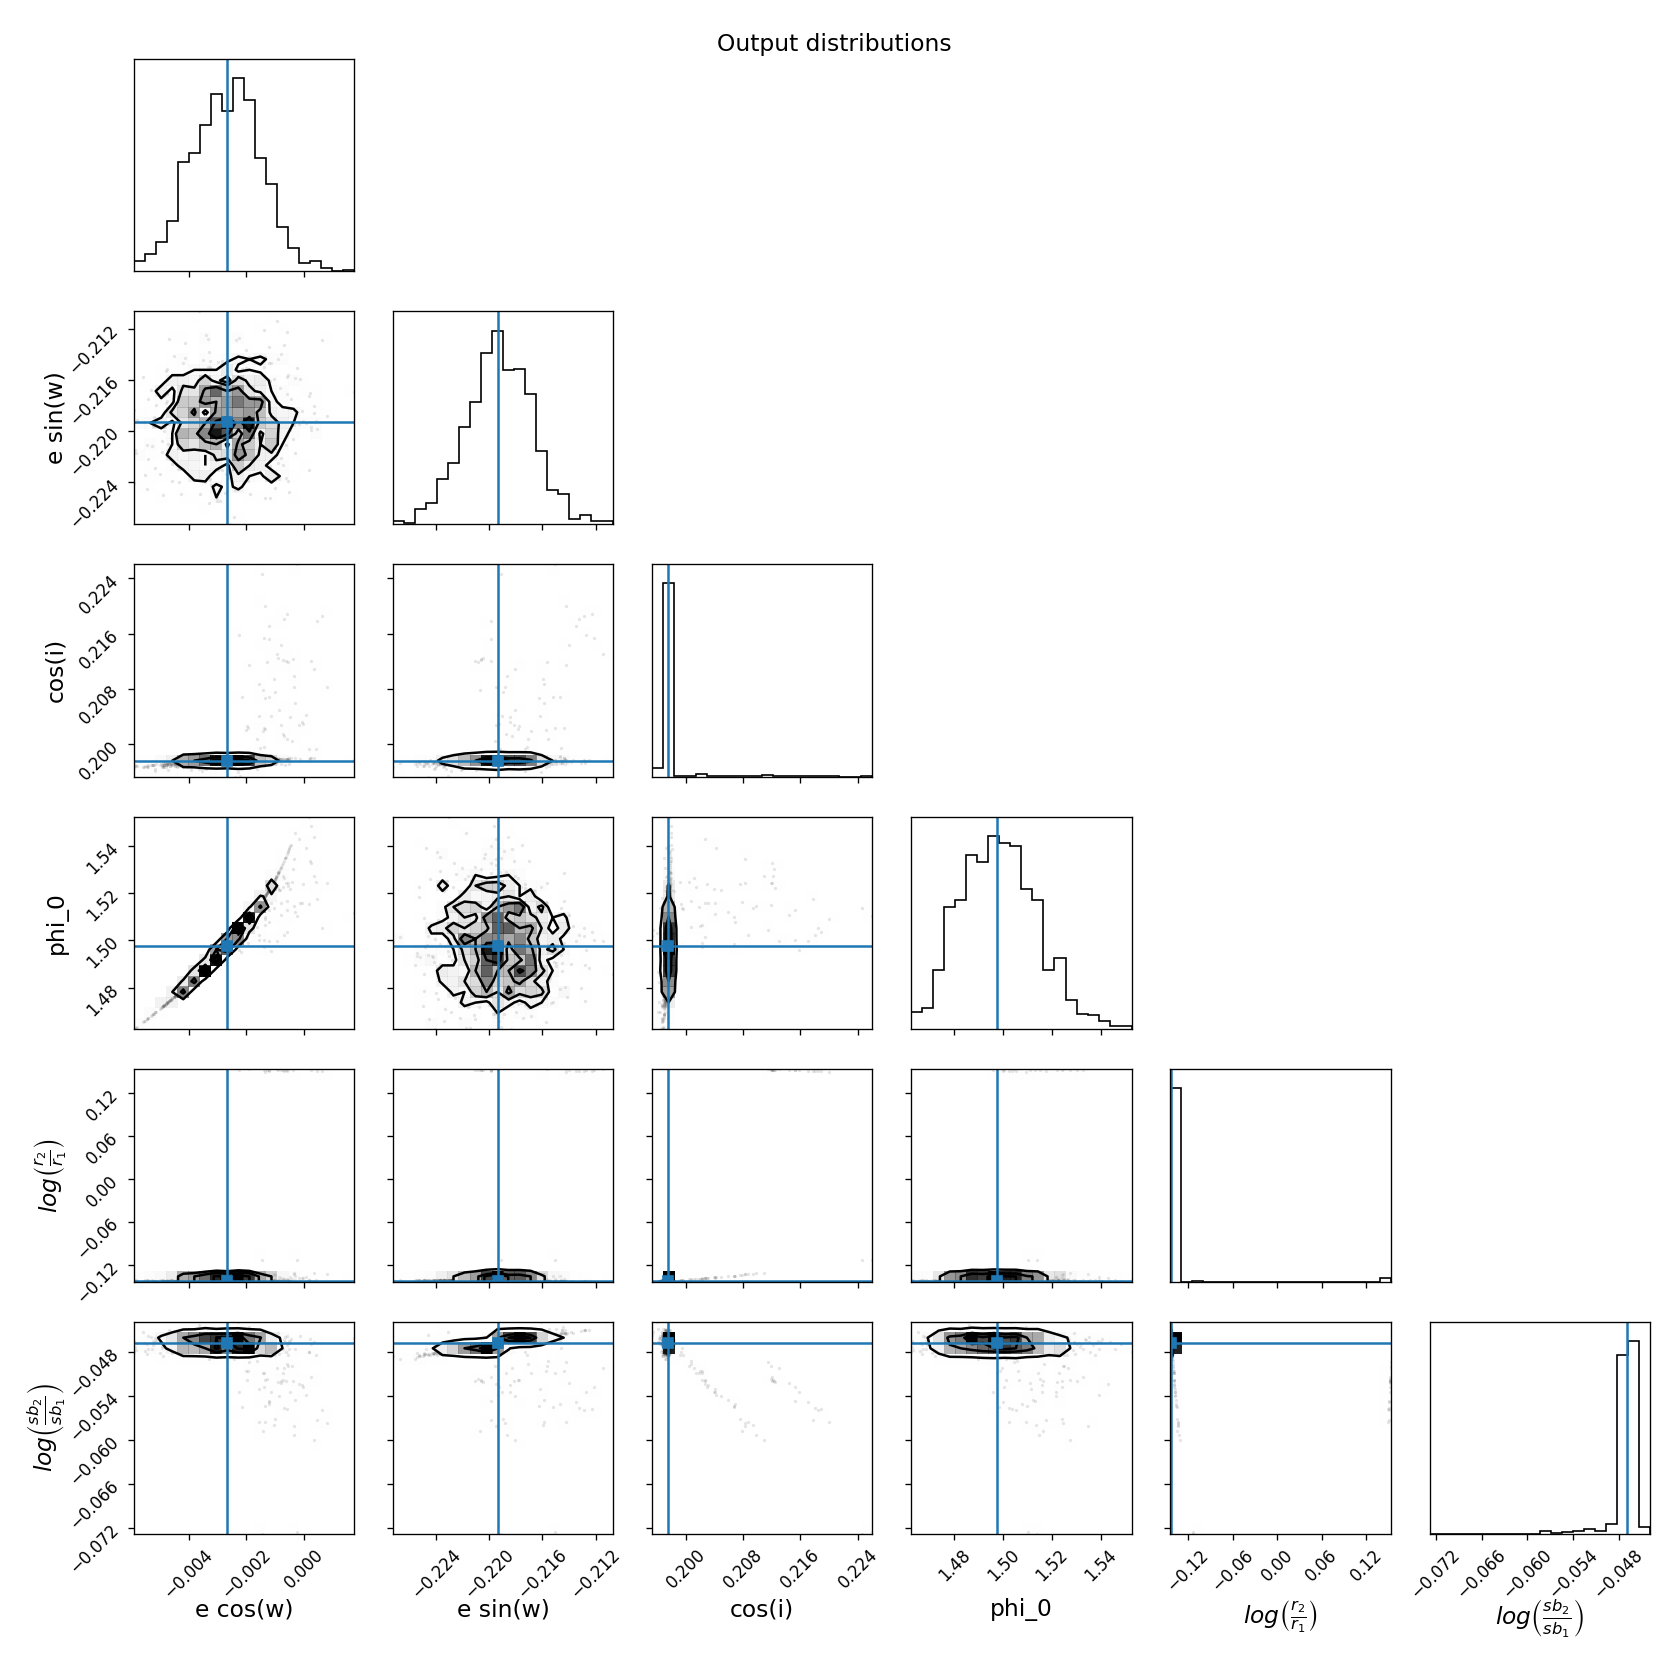 Output distributions
e sin(w)
−0.212
−0.216
−0.220
−0.224
cos(i)
0.224
0.216
0.208
0.200
phi_0
1.54
1.52
1.50
1.48
log(r2/r1)
0.12
0.06
0.00
−0.06
−0.12
log(sb2/sb1)
−0.048
−0.054
−0.060
−0.066
−0.072
−0.004 −0.002 0.000
−0.224 −0.220 −0.216 −0.212
0.200 0.208 0.216 0.224
1.48 1.50 1.52 1.54
−0.12 −0.06 0.00 0.06 0.12
−0.072 −0.066 −0.060 −0.054 −0.048
e cos(w)
e sin(w)
cos(i)
phi_0
log(r2/r1)
log(sb2/sb1)